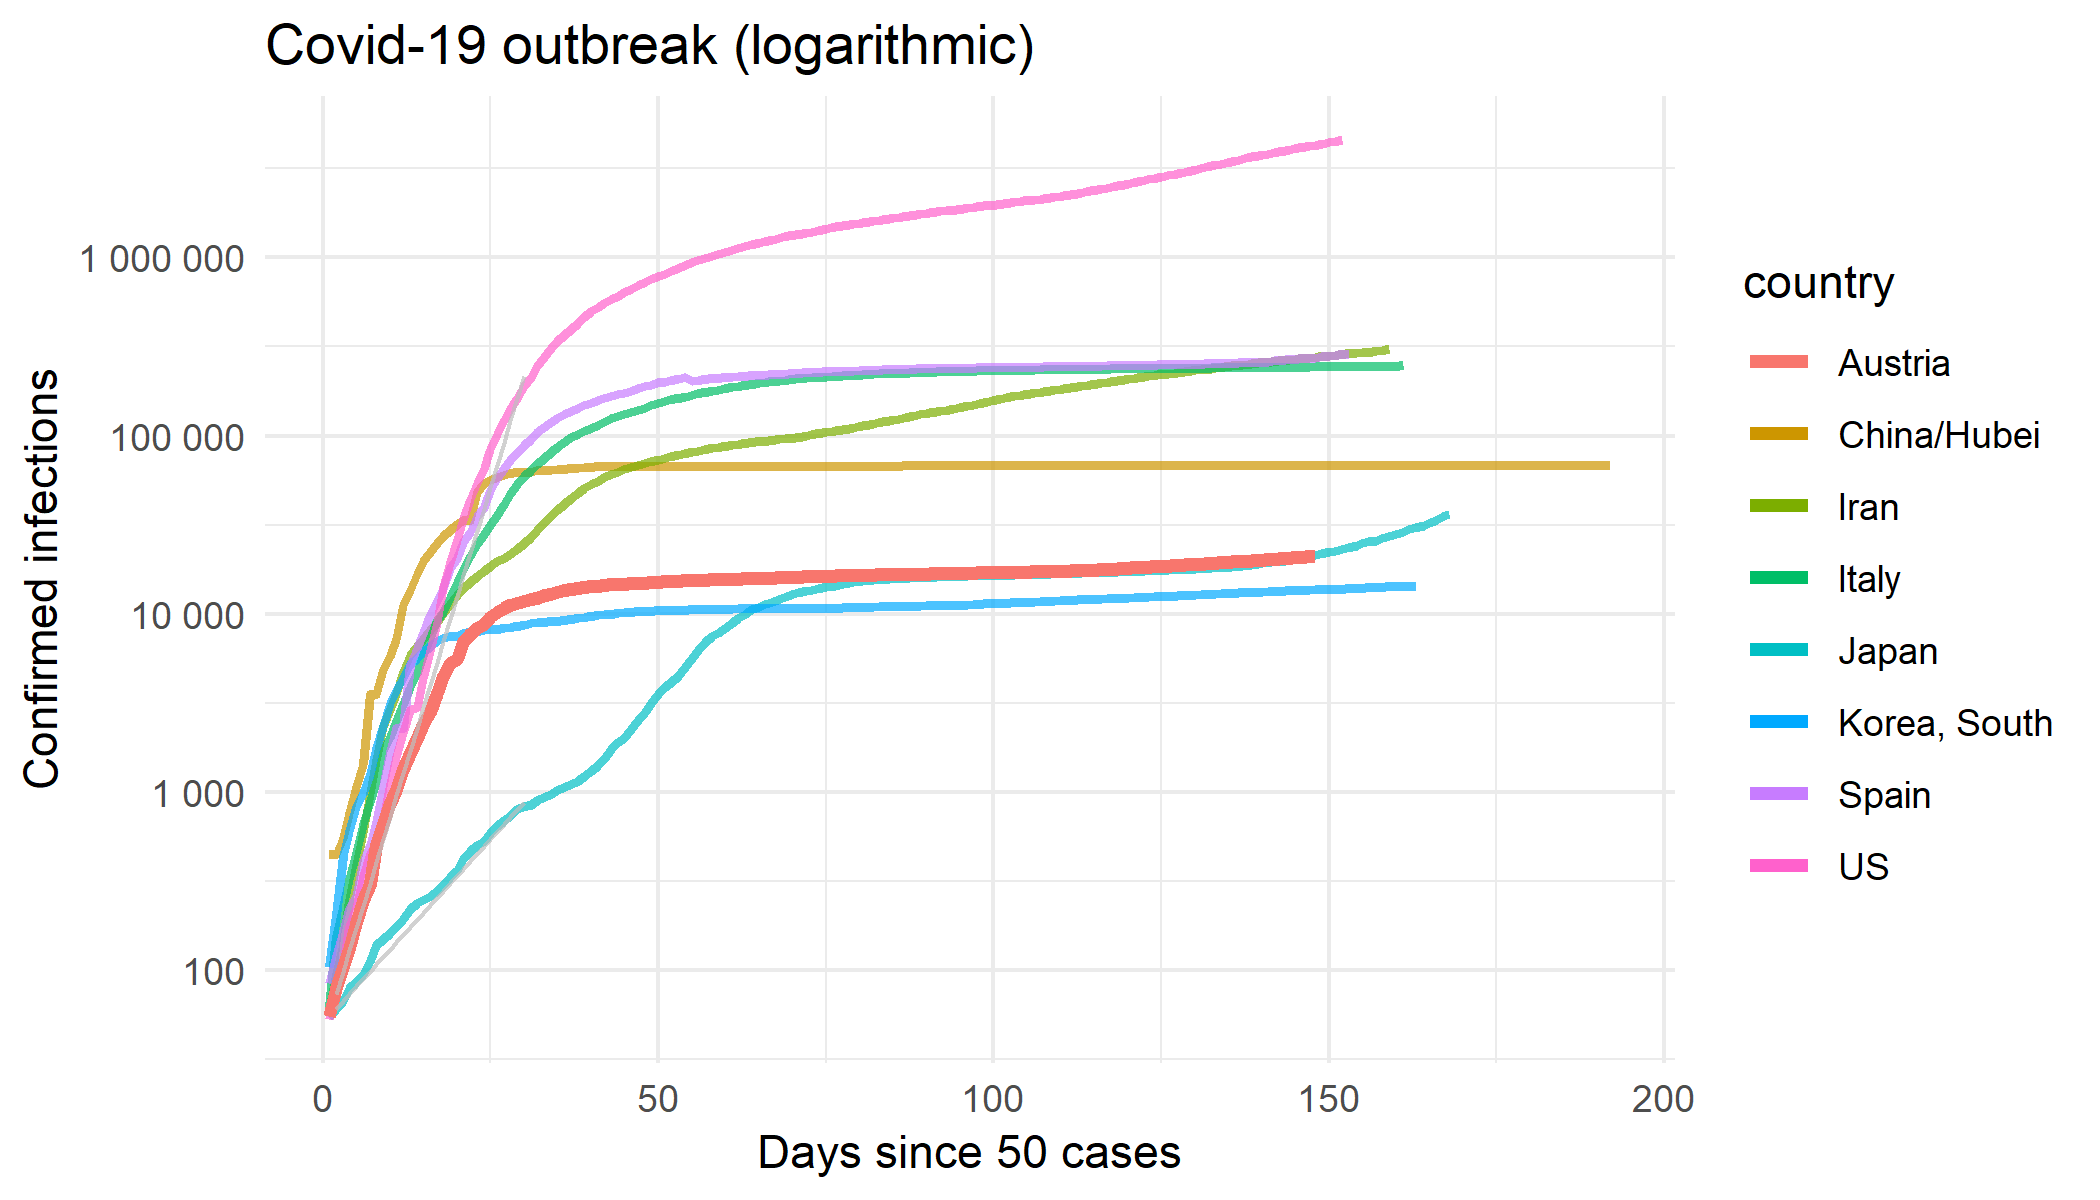 Covid-19 outbreak (logarithmic)
Confirmed infections
1 000 000
100 000
10 000
1 000
100
0 50 100 150 200
Days since 50 cases
country
Austria
China/Hubei
Iran
Italy
Japan
Korea, South
Spain
US